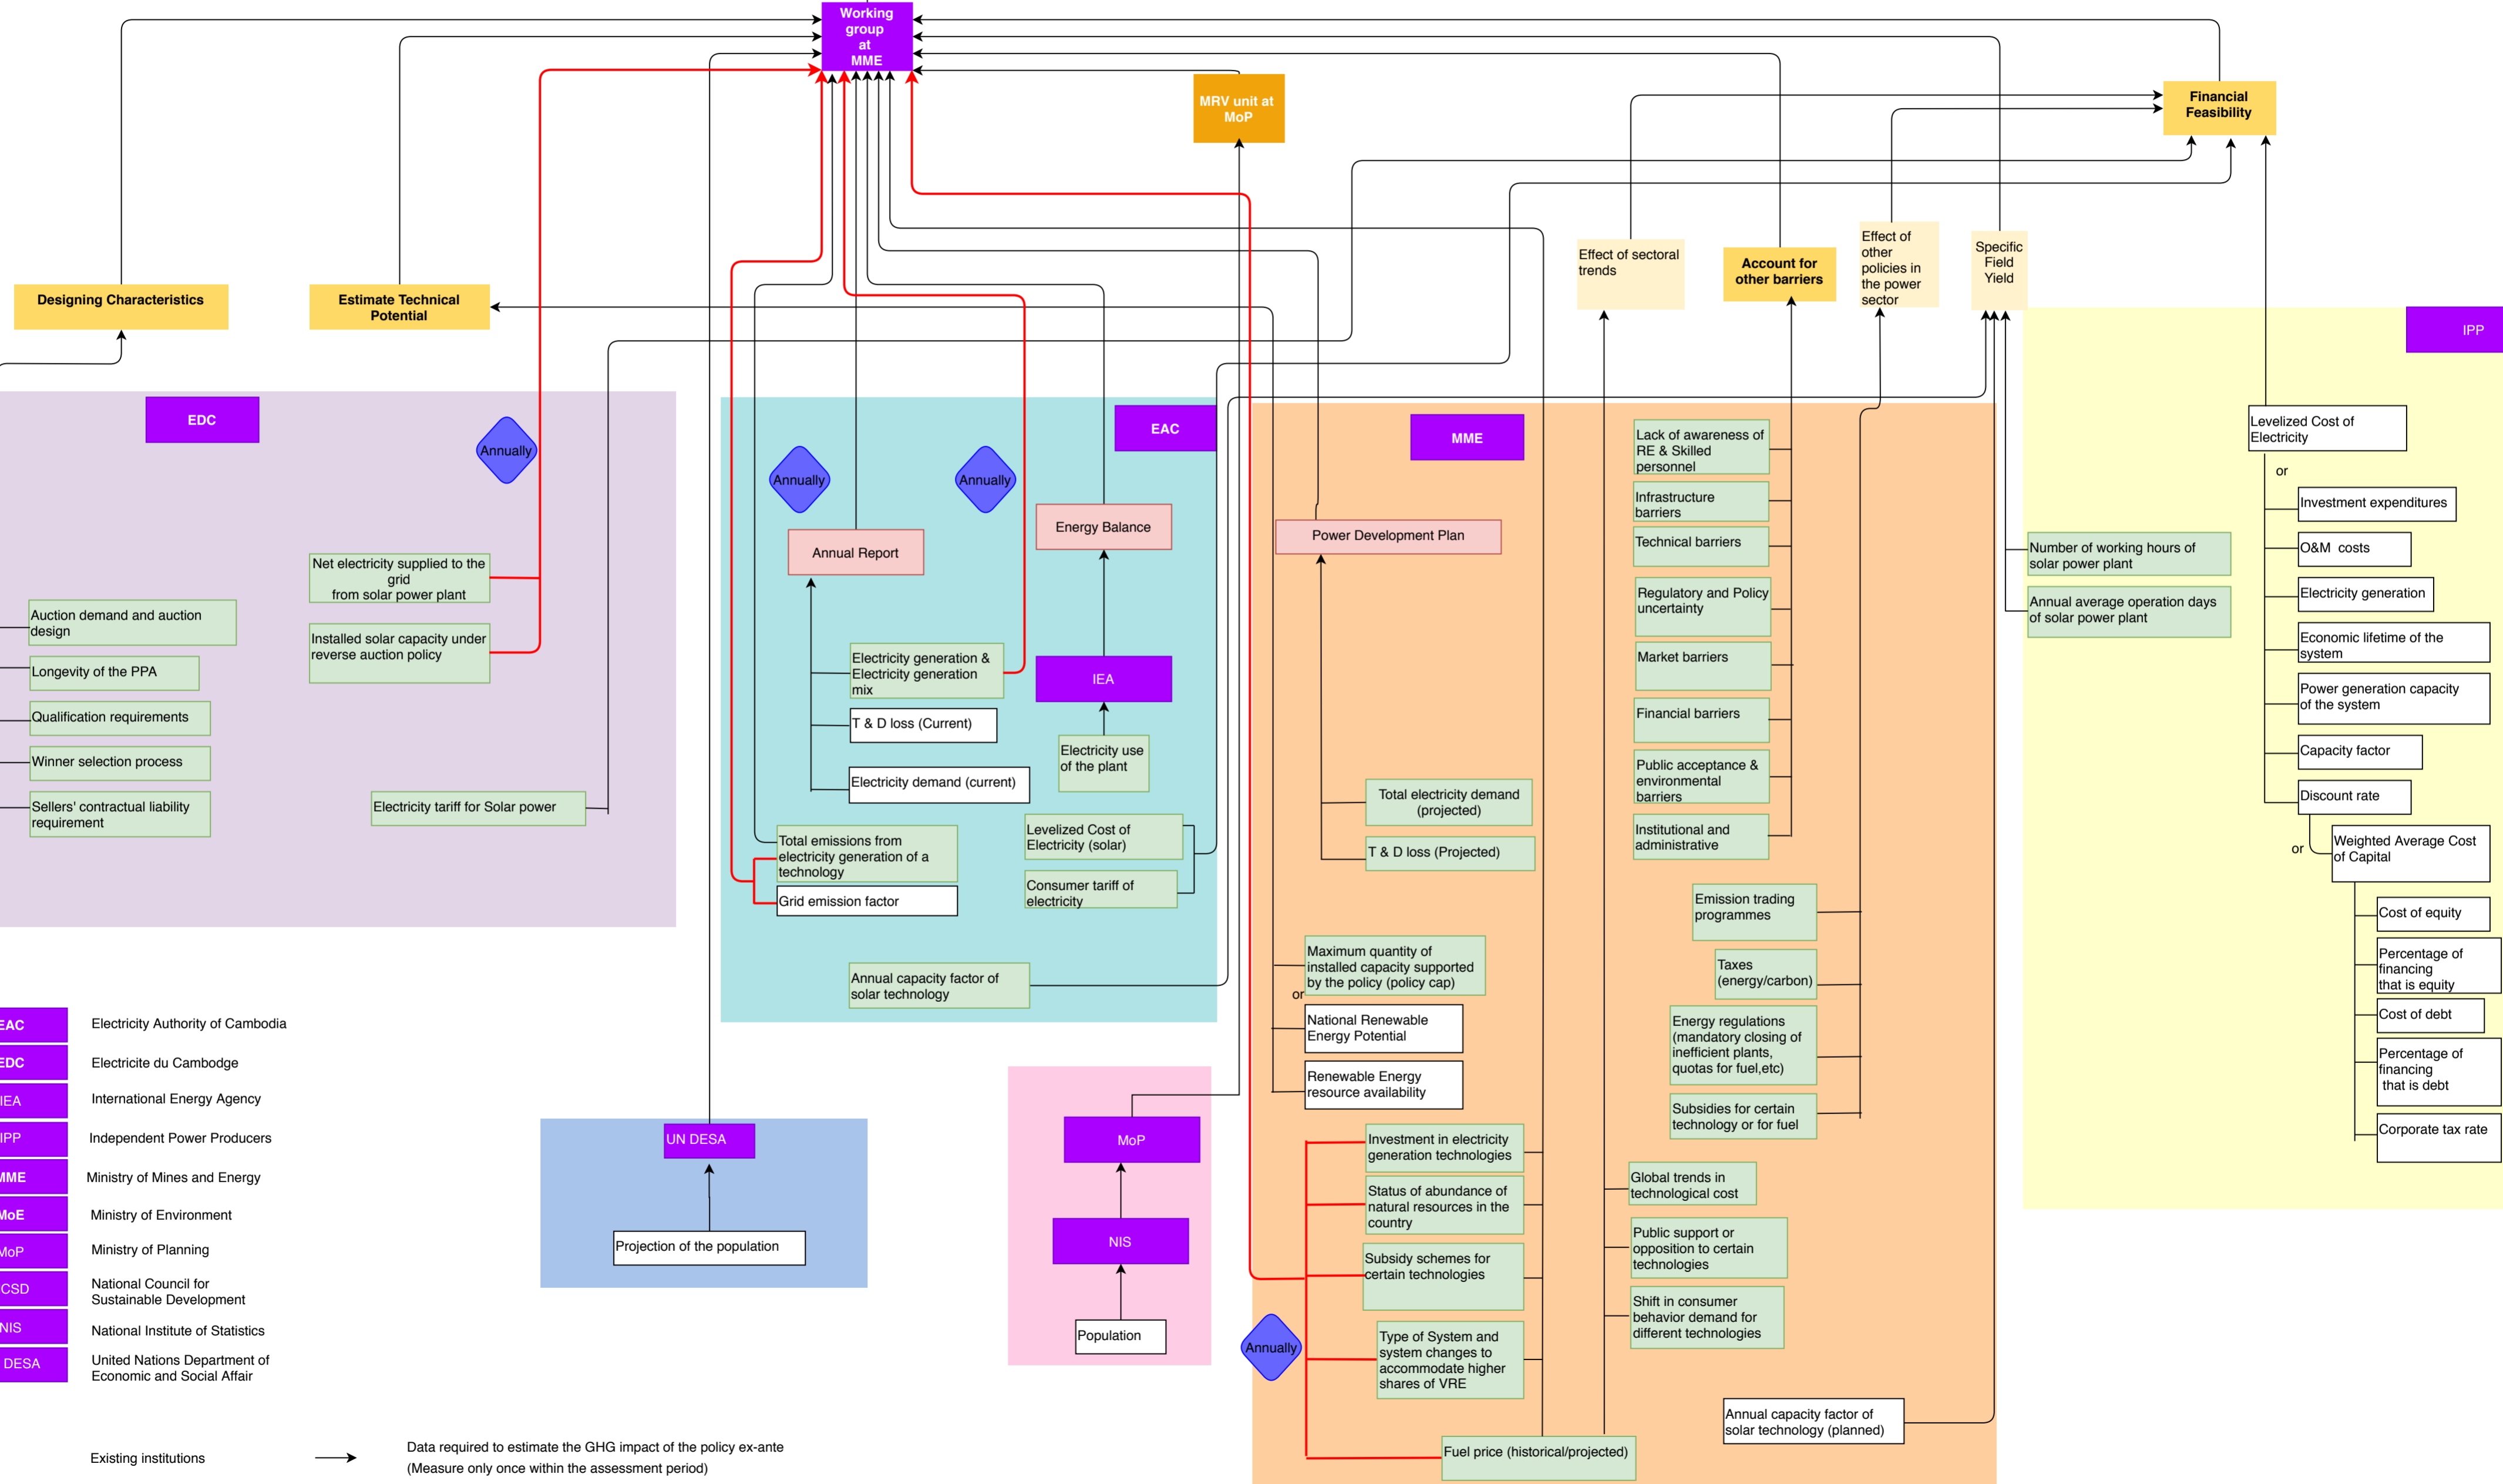 Working
group
at
MME
MRV unit at
MoP
Financial
Feasibility
Designing Characteristics
Estimate Technical
Potential
Effect of sectoral
trends
Account for
other barriers
Effect of
other
policies in
the power
sector
Specific
Field
Yield
EDC
Annually
Net electricity supplied to the
grid
from solar power plant
Installed solar capacity under
reverse auction policy
Auction demand and auction
design
Longevity of the PPA
Qualification requirements
Winner selection process
Sellers' contractual liability
requirement
Electricity tariff for Solar power
EAC
Annually
Annually
Annual Report
Energy Balance
Electricity generation &
Electricity generation
mix
T & D loss (Current)
Electricity demand (current)
IEA
Electricity use
of the plant
Total emissions from
electricity generation of a
technology
Grid emission factor
Levelized Cost of
Electricity (solar)
Consumer tariff of
electricity
Annual capacity factor of
solar technology
MME
Power Development Plan
Total electricity demand
(projected)
T & D loss (Projected)
Maximum quantity of
installed capacity supported
by the policy (policy cap)
or
National Renewable
Energy Potential
Renewable Energy
resource availability
Investment in electricity
generation technologies
Status of abundance of
natural resources in the
country
Subsidy schemes for
certain technologies
Annually
Type of System and
system changes to
accommodate higher
shares of VRE
Fuel price (historical/projected)
Lack of awareness of
RE & Skilled
personnel
Infrastructure
barriers
Technical barriers
Regulatory and Policy
uncertainty
Market barriers
Financial barriers
Public acceptance &
environmental
barriers
Institutional and
administrative
Emission trading
programmes
Taxes
(energy/carbon)
Energy regulations
(mandatory closing of
inefficient plants,
quotas for fuel,etc)
Subsidies for certain
technology or for fuel
Global trends in
technological cost
Public support or
opposition to certain
technologies
Shift in consumer
behavior demand for
different technologies
Annual capacity factor of
solar technology (planned)
IPP
Number of working hours of
solar power plant
Annual average operation days
of solar power plant
Levelized Cost of
Electricity
or
Investment expenditures
O&M costs
Electricity generation
Economic lifetime of the
system
Power generation capacity
of the system
Capacity factor
Discount rate
or
Weighted Average Cost
of Capital
Cost of equity
Percentage of
financing
that is equity
Cost of debt
Percentage of
financing
that is debt
Corporate tax rate
UN DESA
Projection of the population
MoP
NIS
Population
EAC Electricity Authority of Cambodia
EDC Electricite du Cambodge
IEA International Energy Agency
IPP Independent Power Producers
MME Ministry of Mines and Energy
MoE Ministry of Environment
MoP Ministry of Planning
CSD National Council for
Sustainable Development
NIS National Institute of Statistics
DESA United Nations Department of
Economic and Social Affair
Existing institutions
Data required to estimate the GHG impact of the policy ex-ante
(Measure only once within the assessment period)